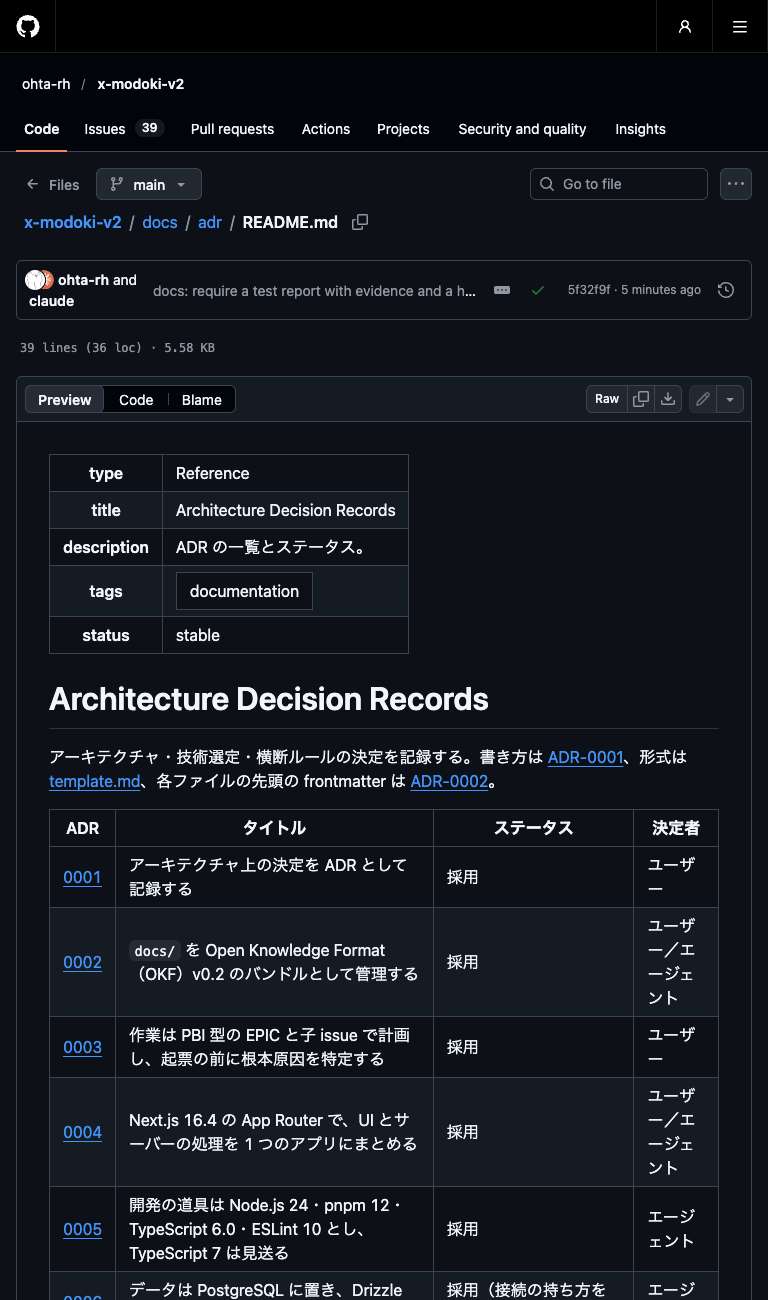 ohta-rh / x-modoki-v2
Code Issues 39 Pull requests Actions Projects Security and quality Insights
Files main Go to file
x-modoki-v2 / docs / adr / README.md
ohta-rh and claude docs: require a test report with evidence and a h... 5f32f9f · 5 minutes ago
39 lines (36 loc) · 5.58 KB
Preview Code Blame Raw
type Reference
title Architecture Decision Records
description ADR の一覧とステータス。
tags documentation
status stable
Architecture Decision Records
アーキテクチャ・技術選定・横断ルールの決定を記録する。書き方は ADR-0001、形式は
template.md、各ファイルの先頭の frontmatter は ADR-0002。
ADR タイトル ステータス 決定者
0001 アーキテクチャ上の決定を ADR として
記録する 採用 ユーザ
ー
0002 docs/ を Open Knowledge Format
（OKF）v0.2 のバンドルとして管理する 採用 ユーザ
ー／エ
ージェ
ント
0003 作業は PBI 型の EPIC と子 issue で計画
し、起票の前に根本原因を特定する 採用 ユーザ
ー
0004 Next.js 16.4 の App Router で、UI とサ
ーバーの処理を 1 つのアプリにまとめる 採用 ユーザ
ー／エ
ージェ
ント
0005 開発の道具は Node.js 24・pnpm 12・
TypeScript 6.0・ESLint 10 とし、
TypeScript 7 は見送る 採用 エージ
ェント
0006 データは PostgreSQL に置き、Drizzle 採用（接続の持ち方を エージ